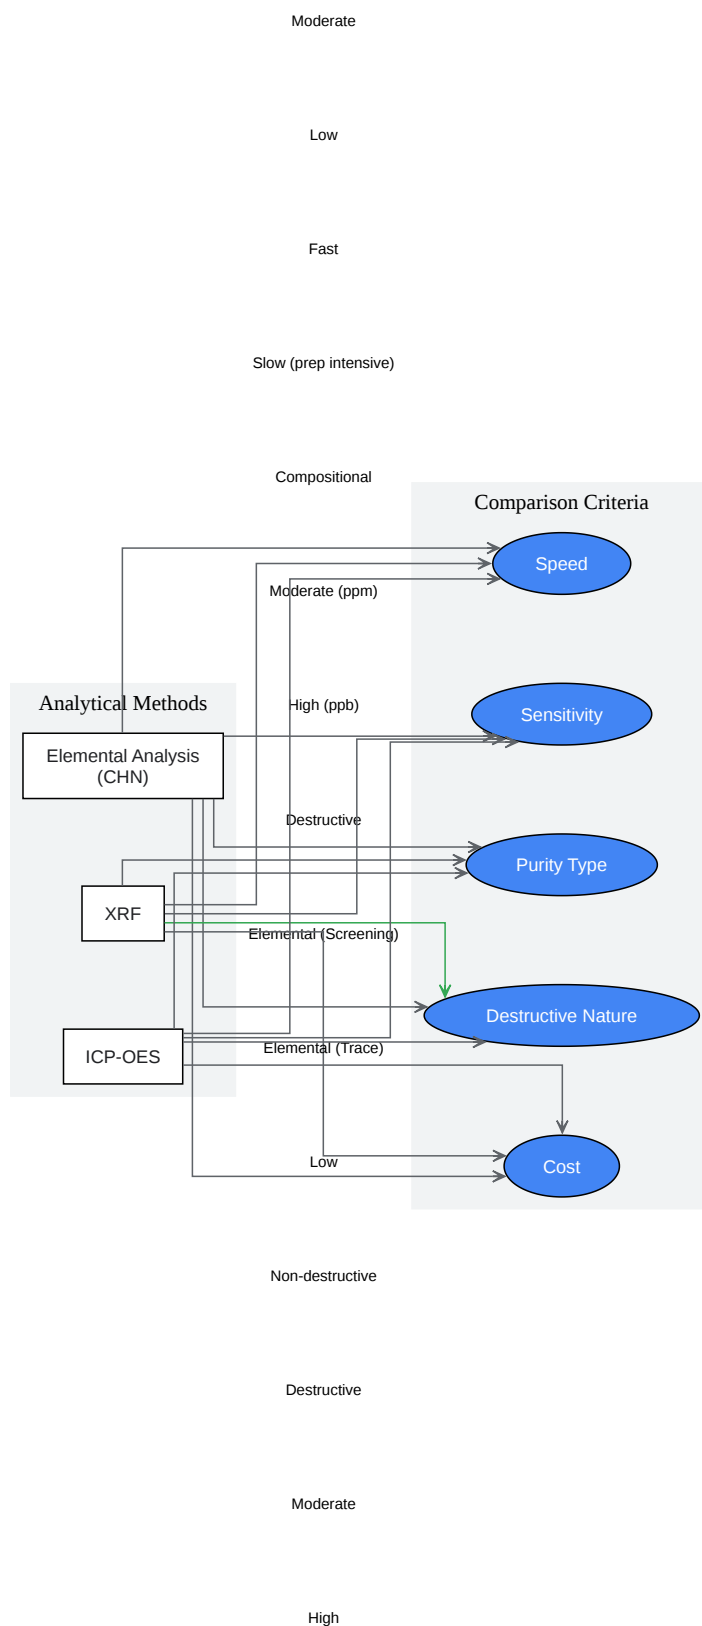 Moderate
Low
Fast
Slow (prep intensive)
Compositional
Comparison Criteria
Speed
Moderate (ppm)
Analytical Methods
High (ppb)
Sensitivity
Elemental Analysis
(CHN)
Destructive
Purity Type
XRF
Elemental (Screening)
Destructive Nature
ICP-OES
Elemental (Trace)
Low
Cost
Non-destructive
Destructive
Moderate
High